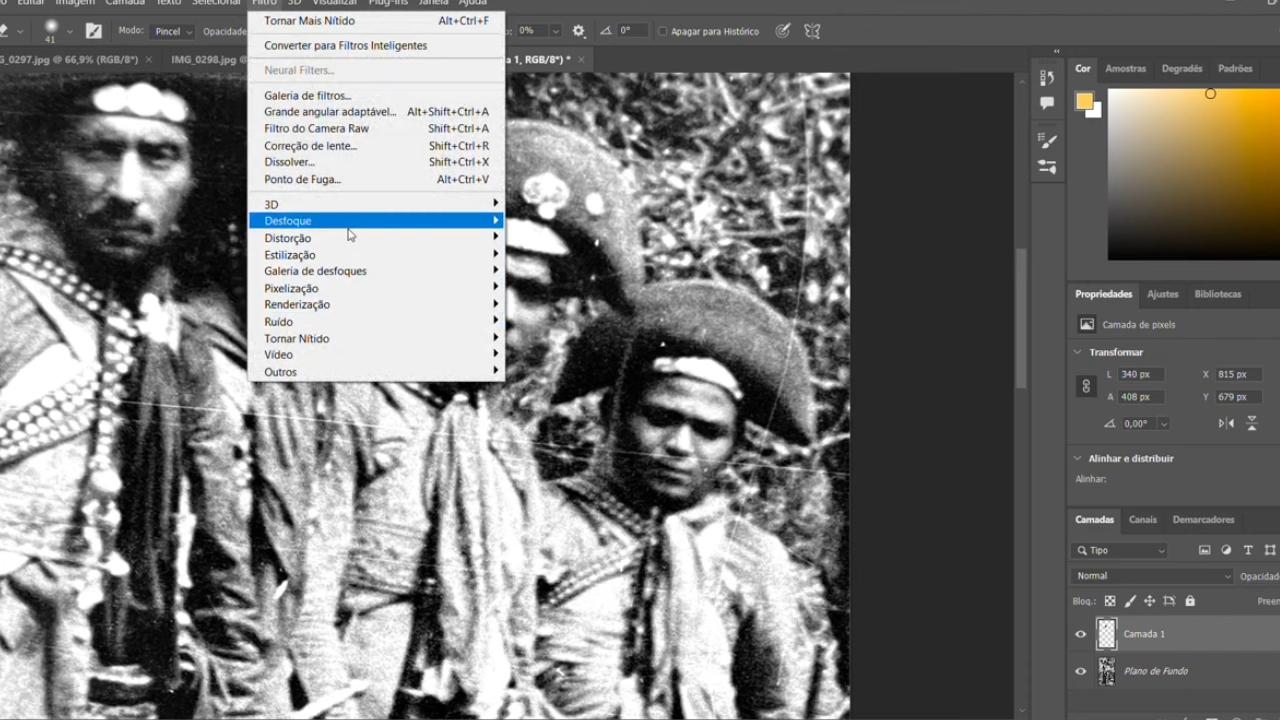 Editar Imagem Camada Texto Selecionar Filtro 3D Visualizar Plug-ins Janela Ajuda
41 Modo: Pincel Opacidade 0% 0° Apagar para Histórico
G_0297.jpg @ 66,9% (RGB/8*) × IMG_0298.jpg @ a 1, RGB/8*) * ×
Tornar Mais Nítido Alt+Ctrl+F
Converter para Filtros Inteligentes
Neural Filters...
Galeria de filtros...
Grande angular adaptável... Alt+Shift+Ctrl+A
Filtro do Camera Raw Shift+Ctrl+A
Correção de lente... Shift+Ctrl+R
Dissolver... Shift+Ctrl+X
Ponto de Fuga... Alt+Ctrl+V
3D
Desfoque
Distorção
Estilização
Galeria de desfoques
Pixelização
Renderização
Ruído
Tornar Nítido
Vídeo
Outros
Cor Amostras Degradês Padrões
Propriedades Ajustes Bibliotecas
Camada de pixels
Transformar
L 340 px X 815 px
A 408 px Y 679 px
0,00°
Alinhar e distribuir
Alinhar:
Camadas Canais Demarcadores
Tipo
Normal Opacidad
Bloq.: Preen
Camada 1
Plano de Fundo